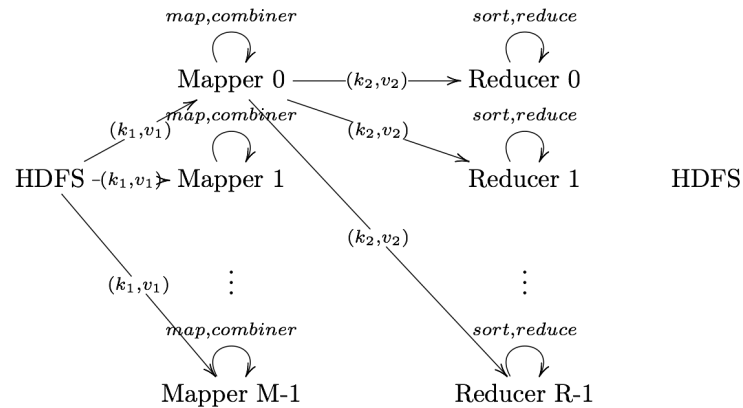 map,combiner
sort,reduce
Mapper 0
(k₂,v₂)
Reducer 0
(k₁,v₁)
map,combiner
(k₂,v₂)
sort,reduce
HDFS
(k₁,v₁)
Mapper 1
Reducer 1
HDFS
(k₂,v₂)
(k₁,v₁)
⋮
⋮
map,combiner
sort,reduce
Mapper M-1
Reducer R-1